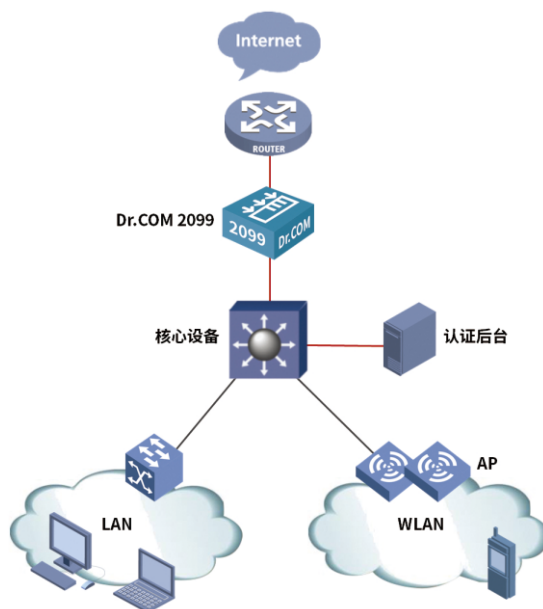 Internet
ROUTER
Dr.COM 2099
2099
Dr.COM
核心设备
认证后台
AP
LAN
WLAN